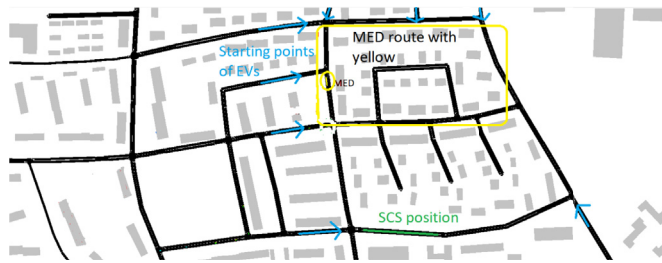 MED route with
yellow
Starting points
of EVs
MED
SCS position